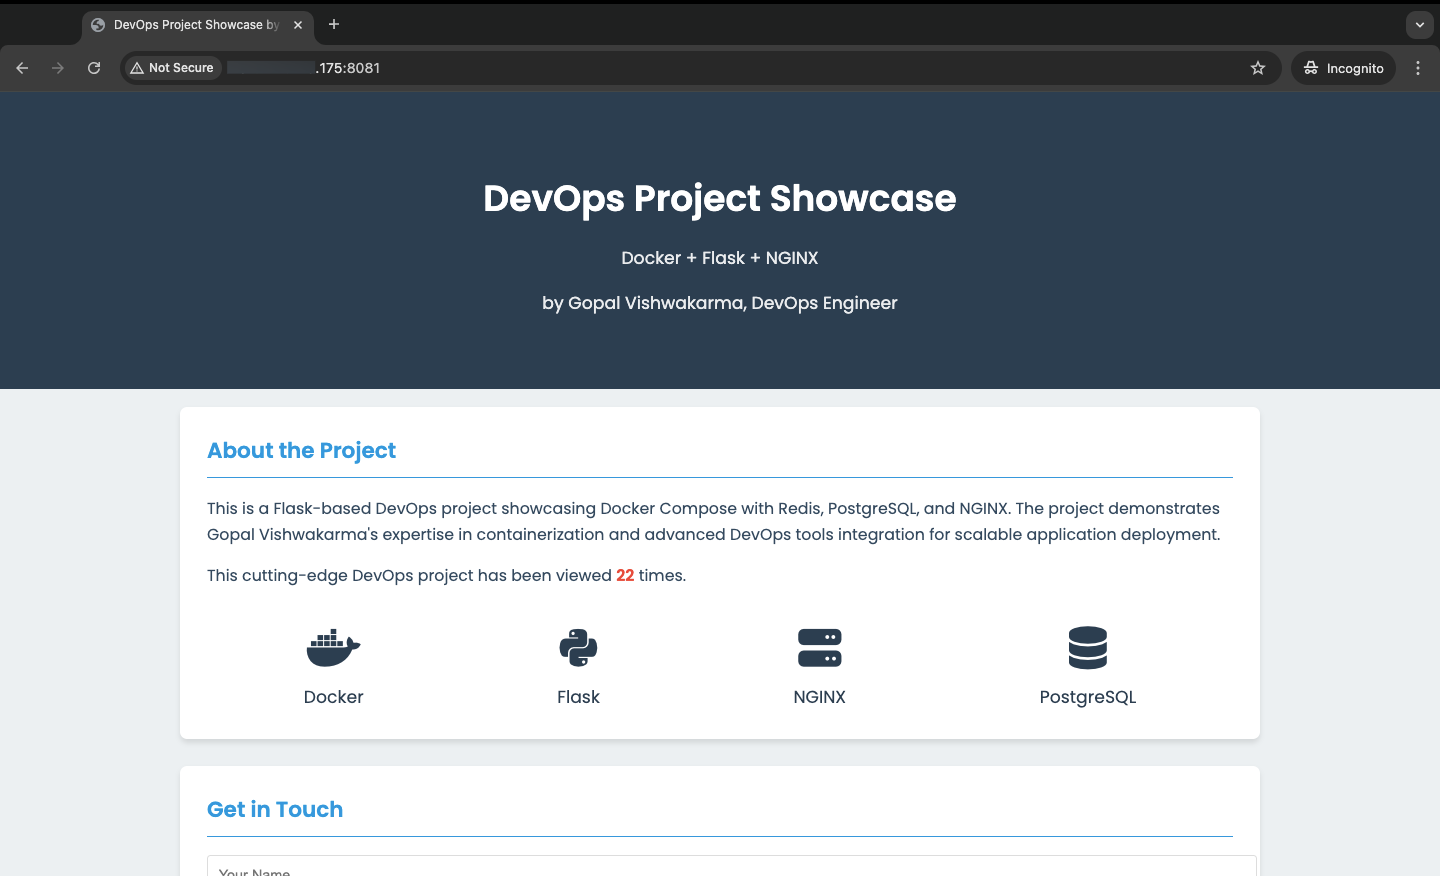 DevOps Project Showcase by
Not Secure .175:8081
Incognito
DevOps Project Showcase
Docker + Flask + NGINX
by Gopal Vishwakarma, DevOps Engineer
About the Project
This is a Flask-based DevOps project showcasing Docker Compose with Redis, PostgreSQL, and NGINX. The project demonstrates
Gopal Vishwakarma's expertise in containerization and advanced DevOps tools integration for scalable application deployment.
This cutting-edge DevOps project has been viewed 22 times.
Docker
Flask
NGINX
PostgreSQL
Get in Touch
Your Name